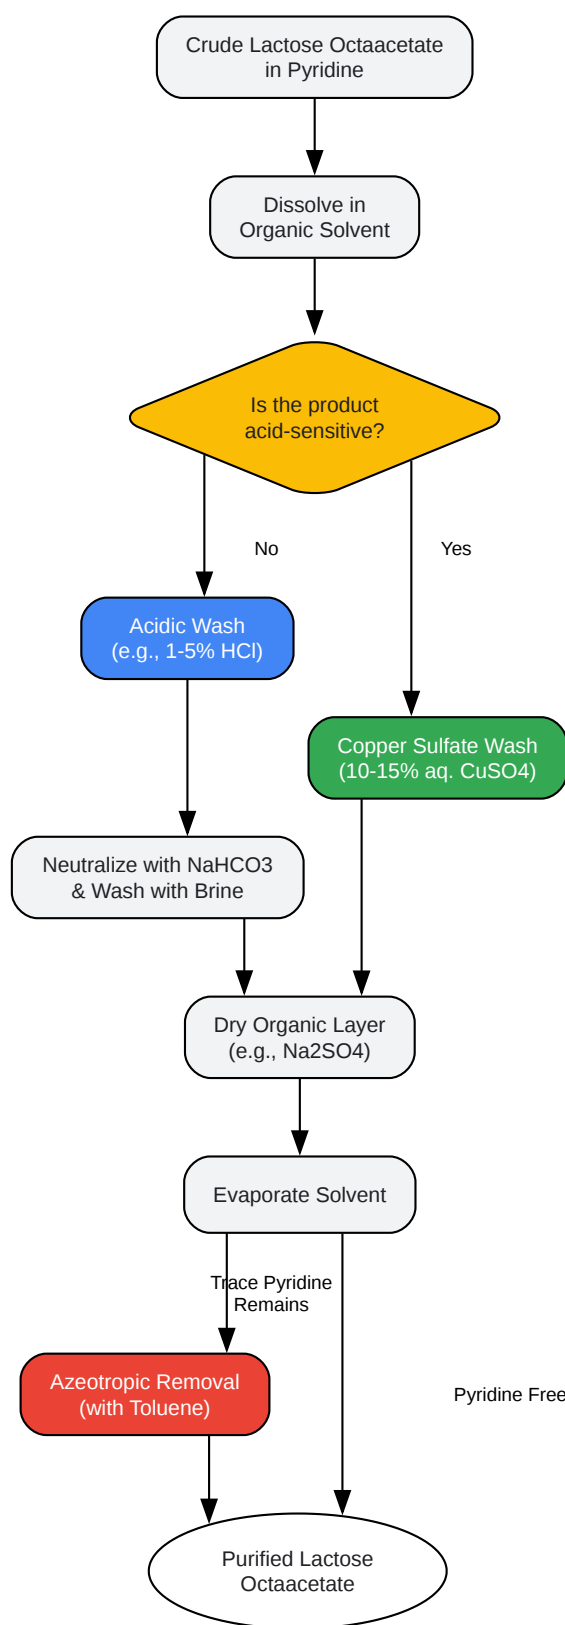 Crude Lactose Octaacetate
in Pyridine
Dissolve in
Organic Solvent
Is the product
acid-sensitive?
No
Yes
Acidic Wash
(e.g., 1-5% HCl)
Copper Sulfate Wash
(10-15% aq. CuSO4)
Neutralize with NaHCO3
& Wash with Brine
Dry Organic Layer
(e.g., Na2SO4)
Evaporate Solvent
Trace Pyridine
Remains
Azeotropic Removal
(with Toluene)
Pyridine Free
Purified Lactose
Octaacetate